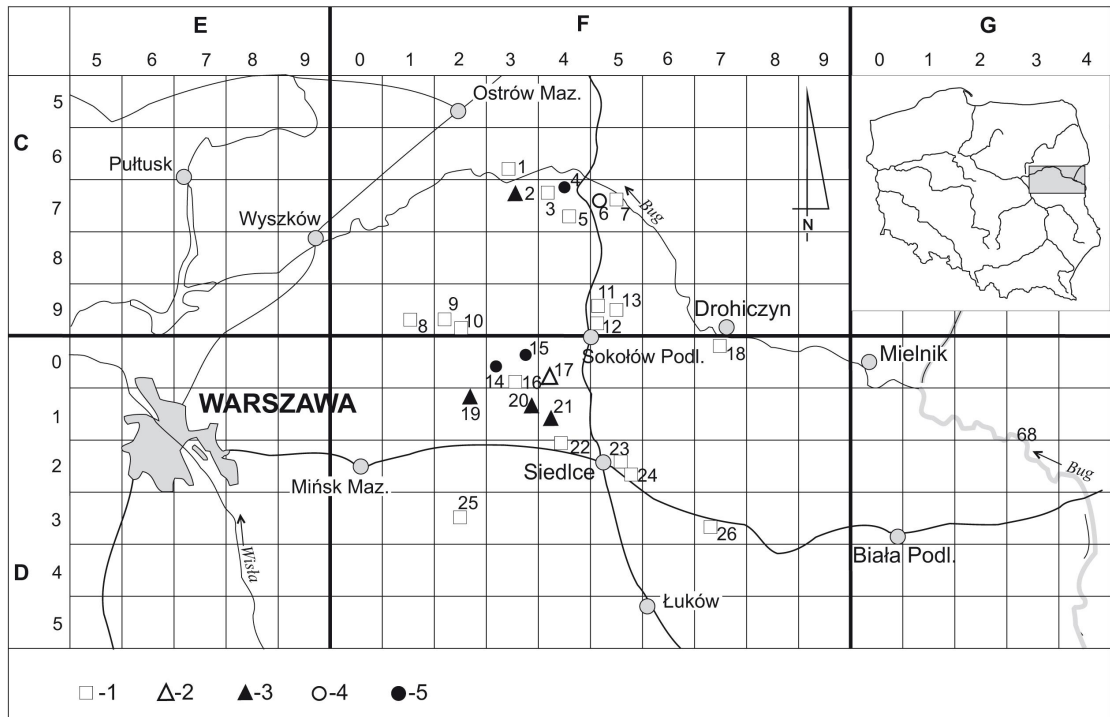 E F G
5 6 7 8 9 0 1 2 3 4 5 6 7 8 9 0 1 2 3 4
5
Ostrów Maz.
C
6
Pułtusk
1
4
7
2
3
5
6
7
Bug
Wyszków
N
8
9
11
13
9
8
10
12
Drohiczyn
0
15
Sokołów Podl.
18
Mielnik
14
16
17
WARSZAWA
1
19
20
21
68
2
22
23
Bug
Siedlce
24
Mińsk Maz.
3
25
26
Wisła
Biała Podl.
D
4
Łuków
5
-1 -2 -3 -4 -5